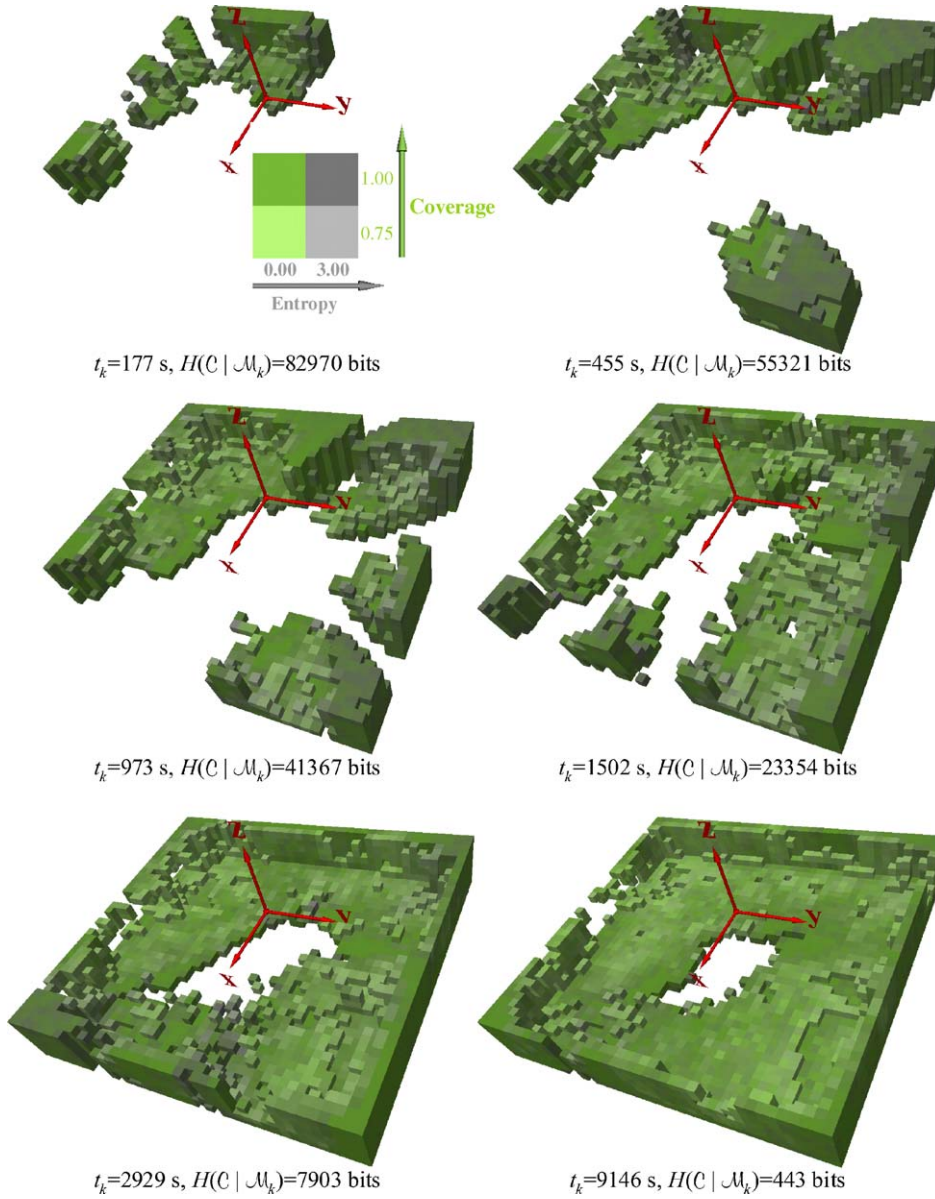 z
y
x
z
y
x
1.00
0.75
Coverage
0.00 3.00
Entropy
t_k=177 s, H(C | M_k)=82970 bits
t_k=455 s, H(C | M_k)=55321 bits
z
y
x
z
y
x
t_k=973 s, H(C | M_k)=41367 bits
t_k=1502 s, H(C | M_k)=23354 bits
z
y
x
z
y
x
t_k=2929 s, H(C | M_k)=7903 bits
t_k=9146 s, H(C | M_k)=443 bits